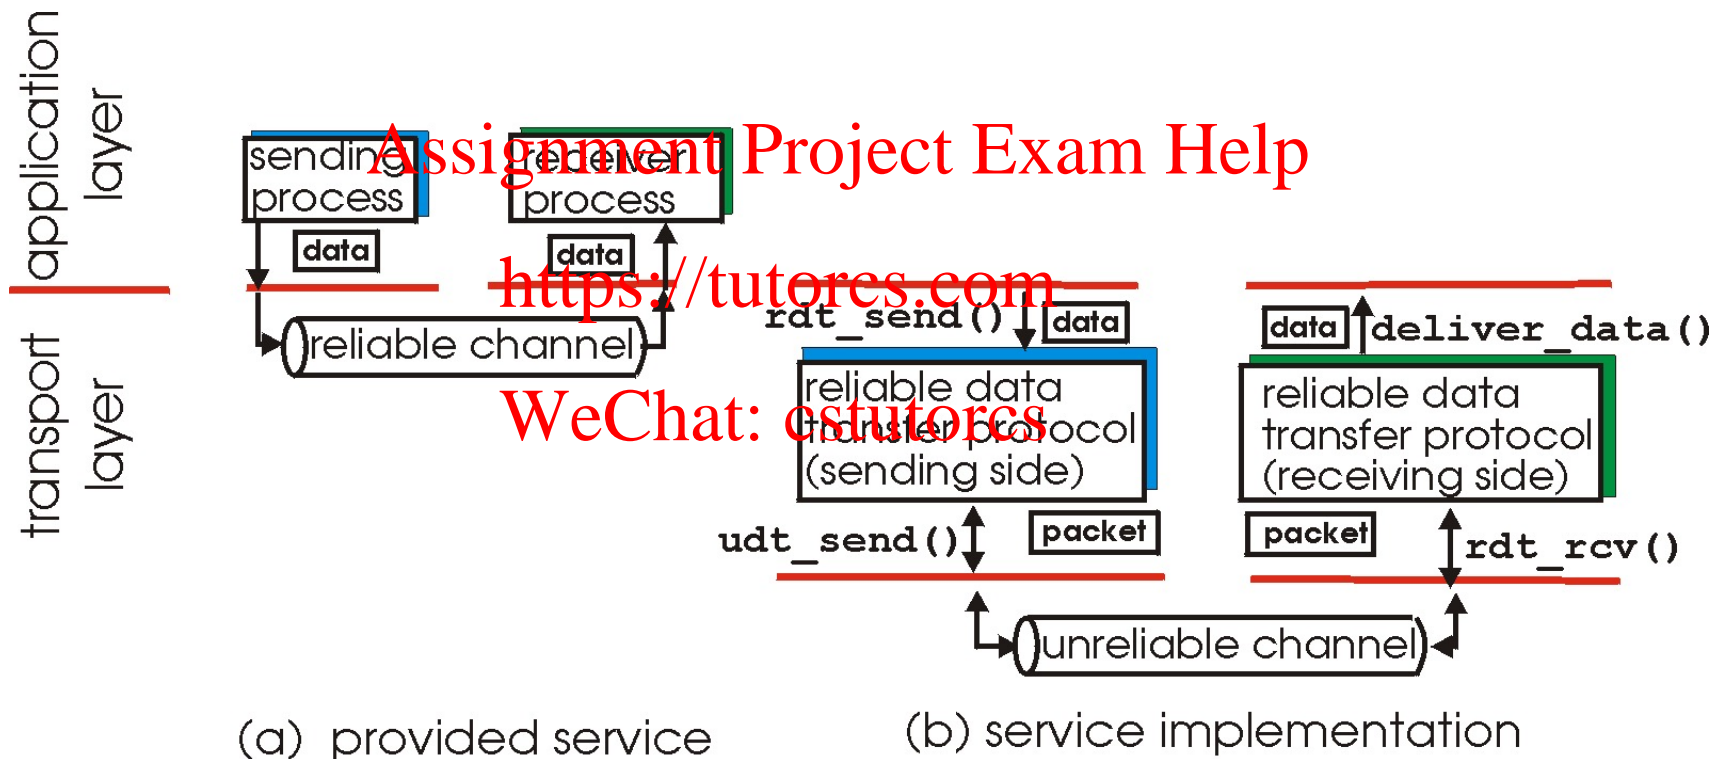 application
layer
transport
layer
sending
process
receiver
process
data
data
reliable channel
(a) provided service
Assignment Project Exam Help
https://tutorcs.com
WeChat: cstutorcs
rdt_send()
data
reliable data
transfer protocol
(sending side)
udt_send()
packet
data
deliver_data()
reliable data
transfer protocol
(receiving side)
packet
rdt_rcv()
unreliable channel
(b) service implementation